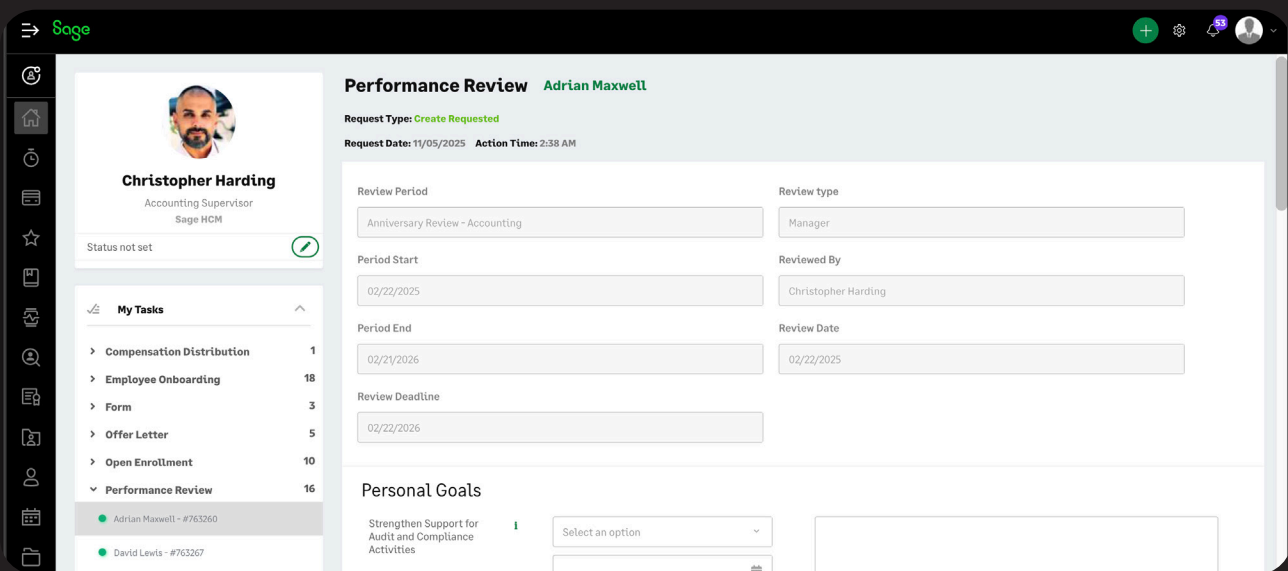 Sage
53
Christopher Harding
Accounting Supervisor
Sage HCM
Status not set
My Tasks
Compensation Distribution 1
Employee Onboarding 18
Form 3
Offer Letter 5
Open Enrollment 10
Performance Review 16
Adrian Maxwell - #763260
David Lewis - #763267
Performance Review Adrian Maxwell
Request Type: Create Requested
Request Date: 11/05/2025 Action Time: 2:38 AM
Review Period
Anniversary Review - Accounting
Review type
Manager
Period Start
02/22/2025
Reviewed By
Christopher Harding
Period End
02/21/2026
Review Date
02/22/2025
Review Deadline
02/22/2026
Personal Goals
Strengthen Support for
Audit and Compliance
Activities
i
Select an option